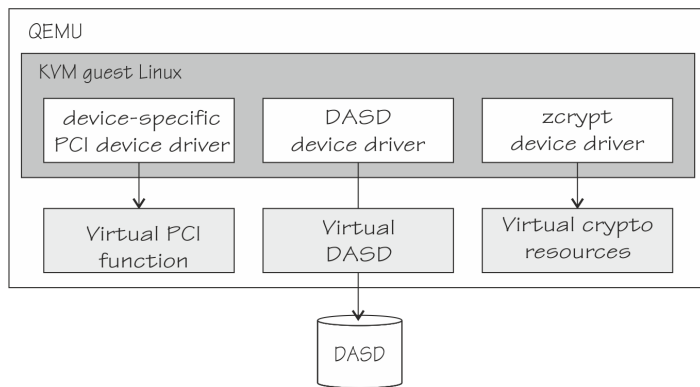 QEMU
KVM guest Linux
device-specific
PCI device driver
DASD
device driver
zcrypt
device driver
Virtual PCI
function
Virtual
DASD
Virtual crypto
resources
DASD